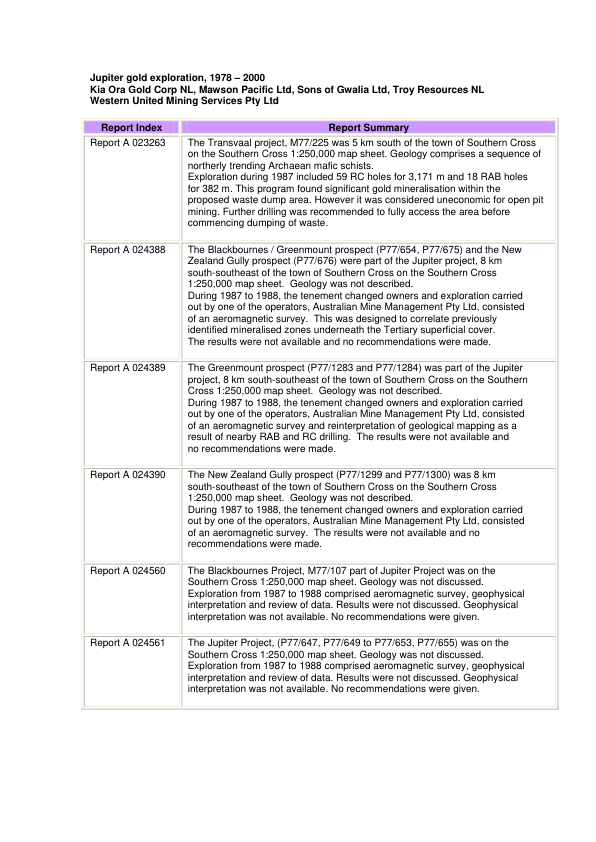 Jupiter gold exploration, 1978 – 2000
Kia Ora Gold Corp NL, Mawson Pacific Ltd, Sons of Gwalia Ltd, Troy Resources NL
Western United Mining Services Pty Ltd
Report Index
Report Summary
Report A 023263
The Transvaal project, M77/225 was 5 km south of the town of Southern Cross
on the Southern Cross 1:250,000 map sheet. Geology comprises a sequence of
northerly trending Archaean mafic schists.
Exploration during 1987 included 59 RC holes for 3,171 m and 18 RAB holes
for 382 m. This program found significant gold mineralisation within the
proposed waste dump area. However it was considered uneconomic for open pit
mining. Further drilling was recommended to fully access the area before
commencing dumping of waste.
Report A 024388
The Blackbournes / Greenmount prospect (P77/654, P77/675) and the New
Zealand Gully prospect (P77/676) were part of the Jupiter project, 8 km
south-southeast of the town of Southern Cross on the Southern Cross
1:250,000 map sheet.  Geology was not described.
During 1987 to 1988, the tenement changed owners and exploration carried
out by one of the operators, Australian Mine Management Pty Ltd, consisted
of an aeromagnetic survey.  This was designed to correlate previously
identified mineralised zones underneath the Tertiary superficial cover.
The results were not available and no recommendations were made.
Report A 024389
The Greenmount prospect (P77/1283 and P77/1284) was part of the Jupiter
project, 8 km south-southeast of the town of Southern Cross on the Southern
Cross 1:250,000 map sheet.  Geology was not described.
During 1987 to 1988, the tenement changed owners and exploration carried
out by one of the operators, Australian Mine Management Pty Ltd, consisted
of an aeromagnetic survey and reinterpretation of geological mapping as a
result of nearby RAB and RC drilling.  The results were not available and
no recommendations were made.
Report A 024390
The New Zealand Gully prospect (P77/1299 and P77/1300) was 8 km
south-southeast of the town of Southern Cross on the Southern Cross
1:250,000 map sheet.  Geology was not described.
During 1987 to 1988, the tenement changed owners and exploration carried
out by one of the operators, Australian Mine Management Pty Ltd, consisted
of an aeromagnetic survey.  The results were not available and no
recommendations were made.
Report A 024560
The Blackbournes Project, M77/107 part of Jupiter Project was on the
Southern Cross 1:250,000 map sheet. Geology was not discussed.
Exploration from 1987 to 1988 comprised aeromagnetic survey, geophysical
interpretation and review of data. Results were not discussed. Geophysical
interpretation was not available. No recommendations were given.
Report A 024561
The Jupiter Project, (P77/647, P77/649 to P77/653, P77/655) was on the
Southern Cross 1:250,000 map sheet. Geology was not discussed.
Exploration from 1987 to 1988 comprised aeromagnetic survey, geophysical
interpretation and review of data. Results were not discussed. Geophysical
interpretation was not available. No recommendations were given.